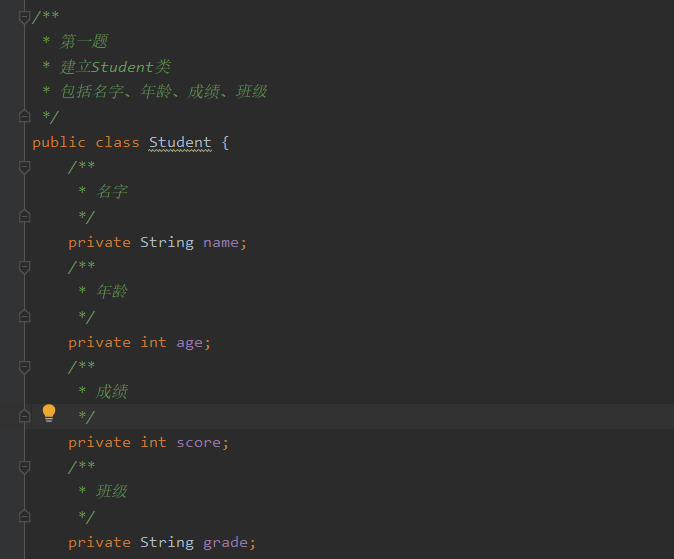 /**
 * 第一题
 * 建立Student类
 * 包括名字、年龄、成绩、班级
 */
public class Student {
    /**
     * 名字
     */
    private String name;
    /**
     * 年龄
     */
    private int age;
    /**
     * 成绩
     */
    private int score;
    /**
     * 班级
     */
    private String grade;